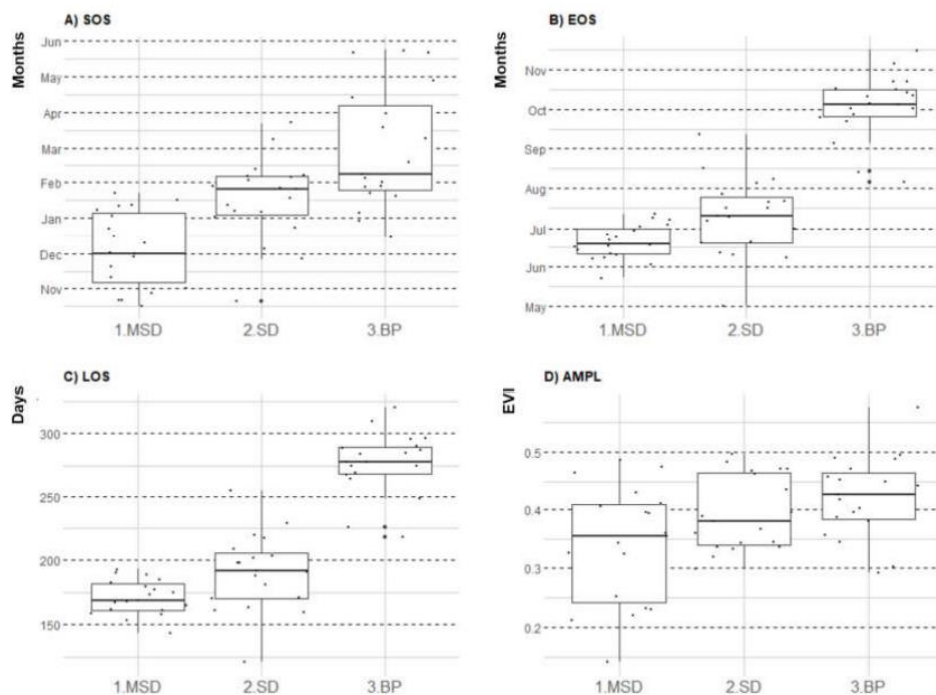 A) SOS
Months
Jun
May
Apr
Mar
Feb
Jan
Dec
Nov
1.MSD 2.SD 3.BP
B) EOS
Months
Nov
Oct
Sep
Aug
Jul
Jun
May
1.MSD 2.SD 3.BP
C) LOS
Days
300
250
200
150
1.MSD 2.SD 3.BP
D) AMPL
EVI
0.5
0.4
0.3
0.2
1.MSD 2.SD 3.BP